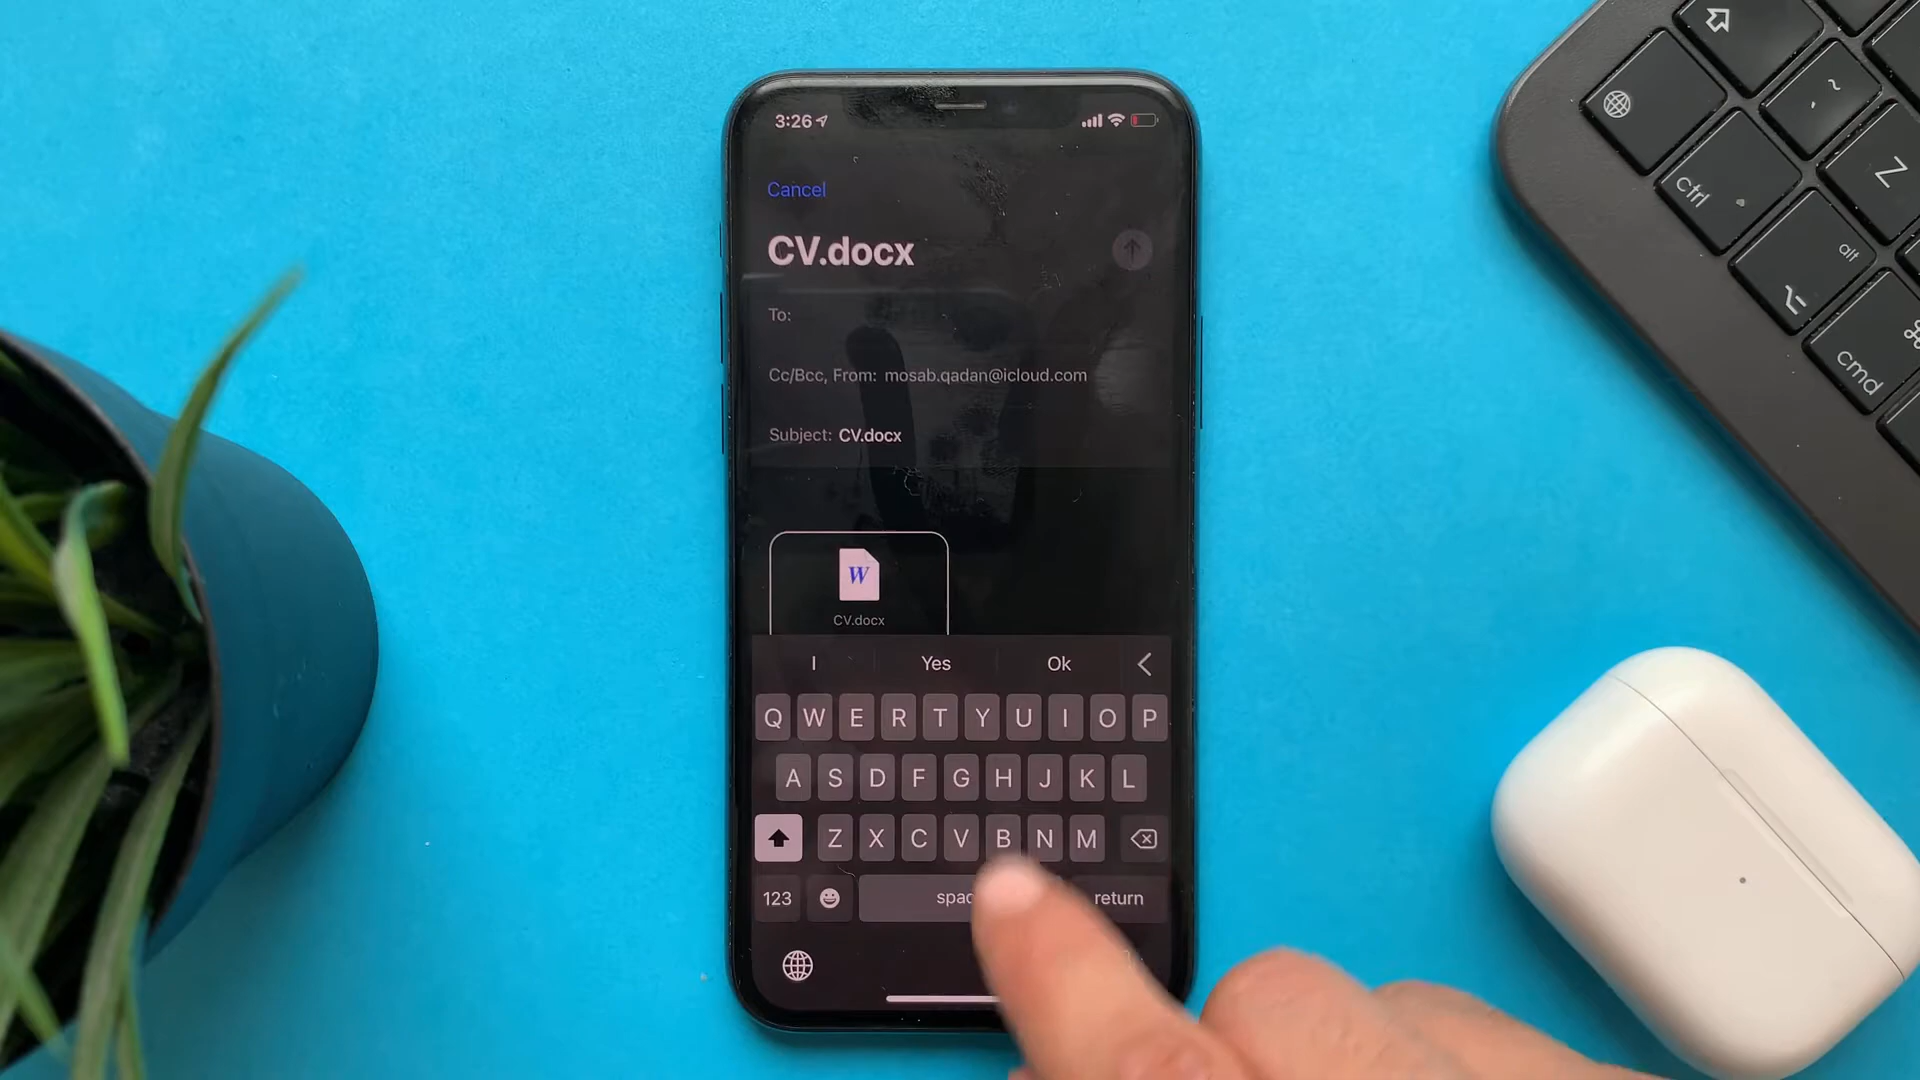 3:26
Cancel
CV.docx
To:
Cc/Bcc, From: mosab.qadan@icloud.com
Subject: CV.docx
W
CV.docx
I Yes Ok
Q W E R T Y U I O P
A S D F G H J K L
Z X C V B N M
123 return
~
,
Z
ctrl
alt
cmd